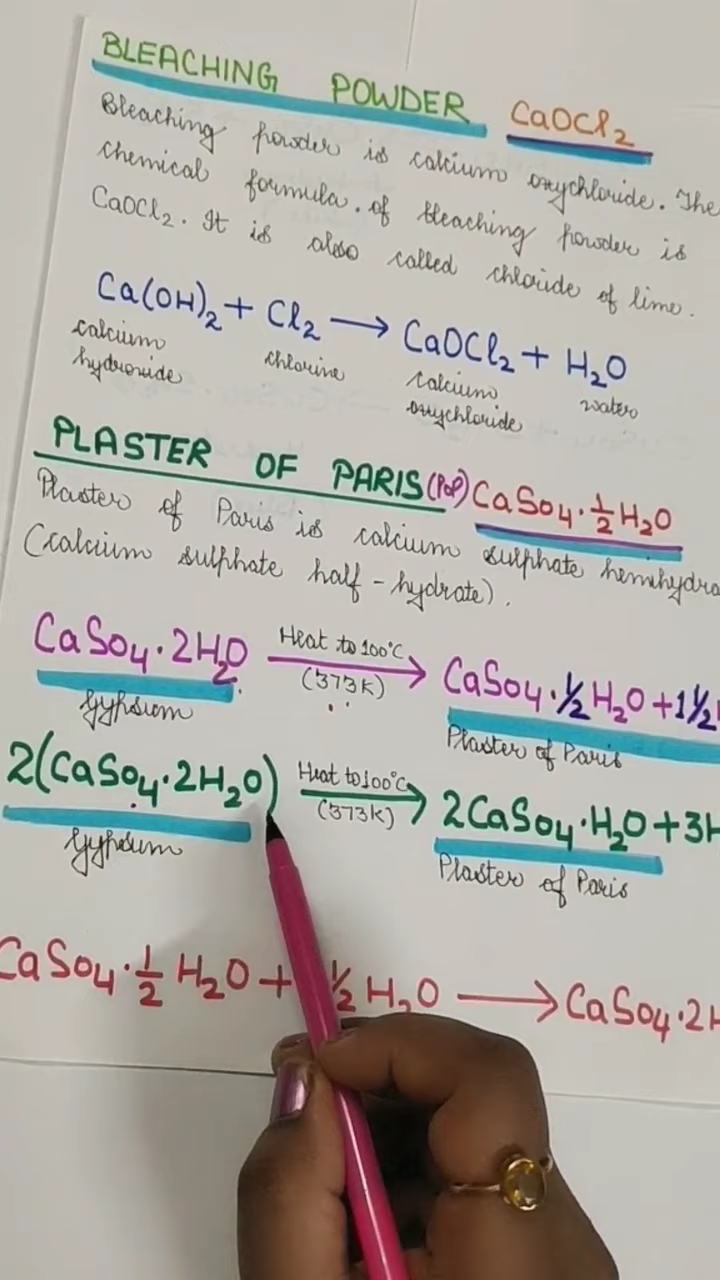 BLEACHING POWDER CaOCl₂
Bleaching powder is calcium oxychloride. The
chemical formula. of bleaching powder is
CaOCl₂. It is also called chloride of lime.
Ca(OH)₂ + Cl₂ ⟶ CaOCl₂ + H₂O
calcium hydroxide chlorine calcium oxychloride water
PLASTER OF PARIS (POP) CaSo₄·½H₂O
Plaster of Paris is calcium sulphate hemihydra
(calcium sulphate half-hydrate).
Heat to 100°C
CaSo₄·2H₂O ⟶ CaSo₄·½H₂O + 1½H
(373K)
Gypsum Plaster of Paris
Heat to 100°C
2(CaSo₄·2H₂O) ⟶ 2CaSo₄·H₂O + 3H
(373K)
Gypsum Plaster of Paris
CaSo₄·½H₂O + ½H₂O ⟶ CaSo₄·2H